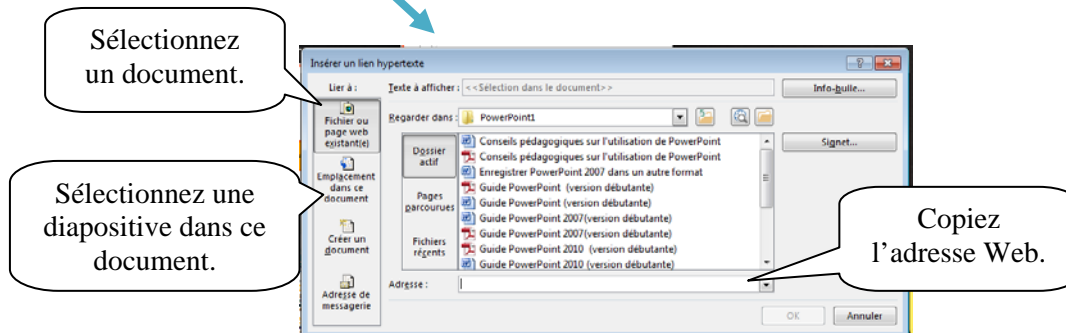 Sélectionnez
un document.
Insérer un lien hypertexte
Lier à :
Texte à afficher :
<<Sélection dans le document>>
Info-bulle...
Fichier ou
page web
existant(e)
Regarder dans :
PowerPoint1
Signet...
Dossier
actif
Conseils pédagogiques sur l'utilisation de PowerPoint
Conseils pédagogiques sur l'utilisation de PowerPoint
Enregistrer PowerPoint 2007 dans un autre format
Guide PowerPoint (version débutante)
Guide PowerPoint (version débutante)
Guide PowerPoint 2007(version débutante)
Guide PowerPoint 2007(version débutante)
Guide PowerPoint 2010 (version débutante)
Guide PowerPoint 2010 (version débutante)
Emplacement
dans ce
document
Pages
parcourues
Sélectionnez une
diapositive dans ce
document.
Créer un
document
Fichiers
récents
Copiez
l'adresse Web.
Adresse :
Adresse de
messagerie
OK
Annuler